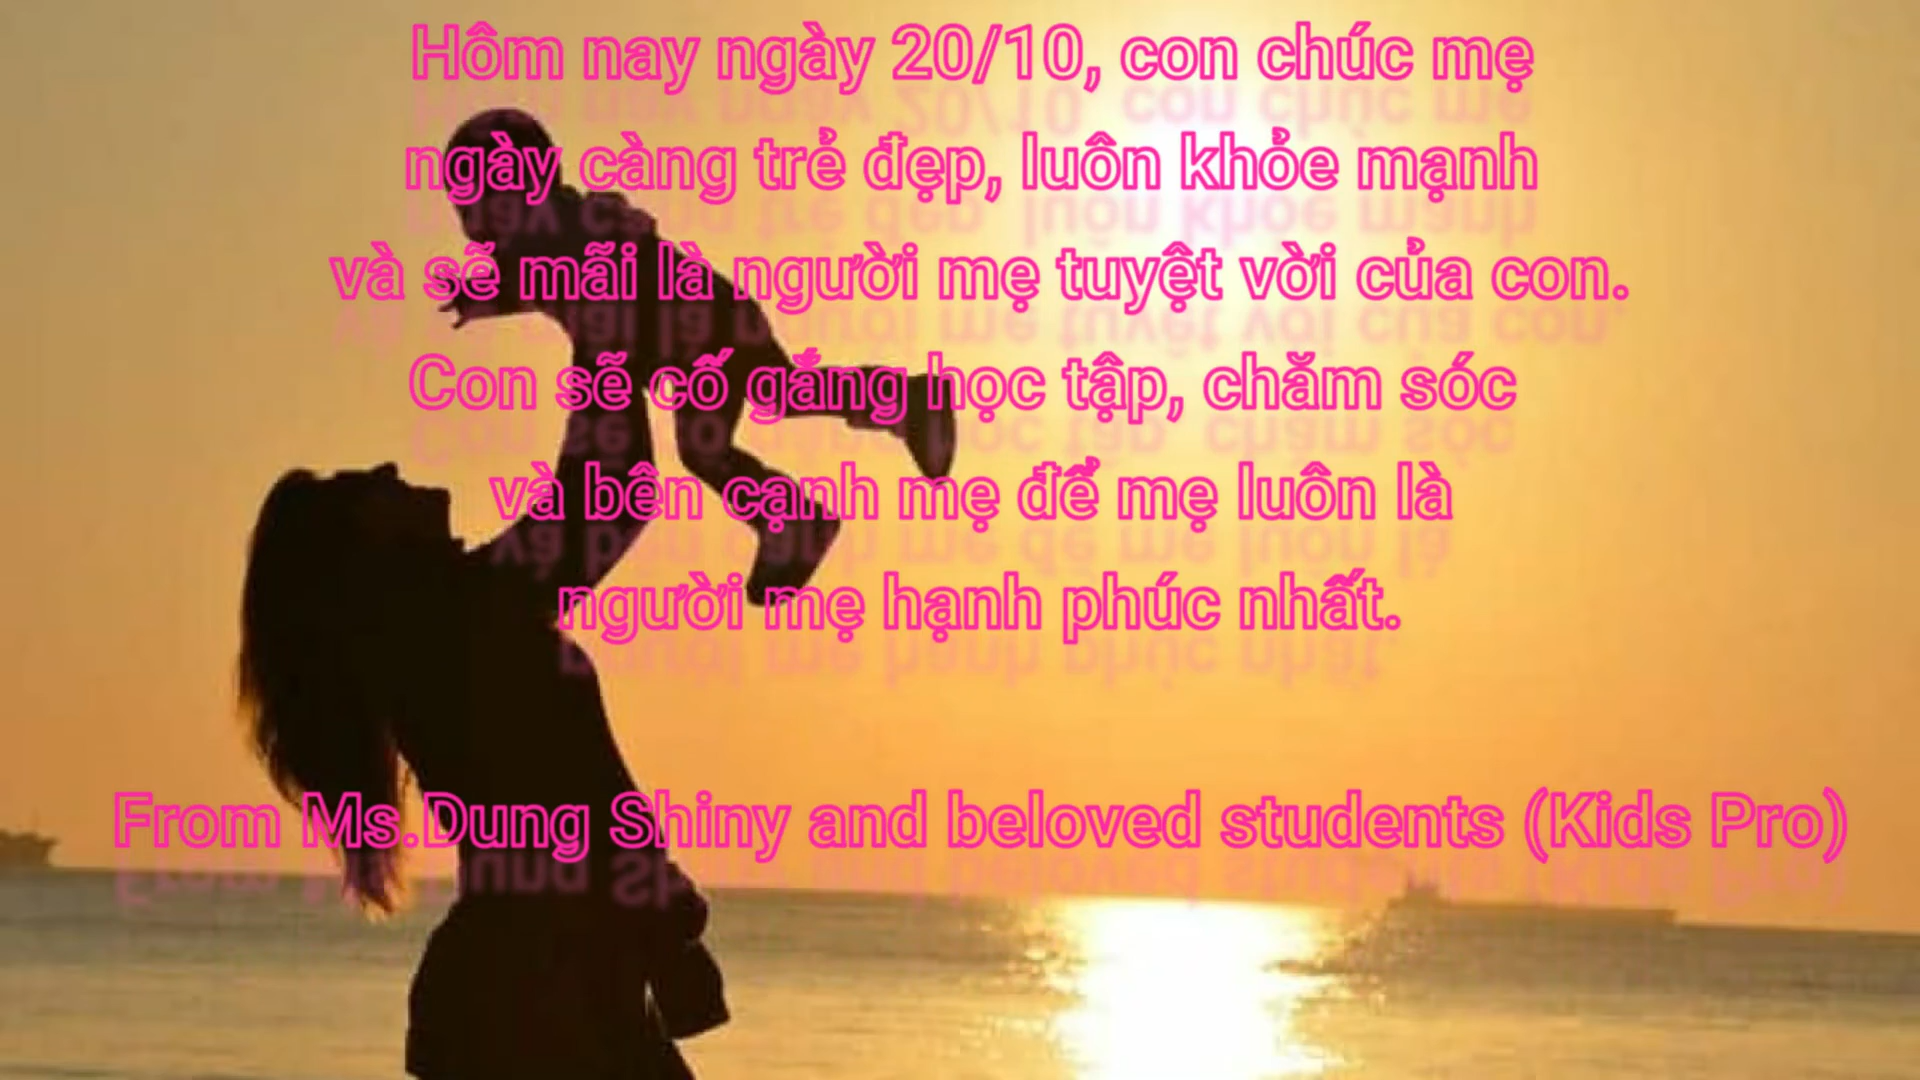 Hôm nay ngày 20/10, con chúc mẹ
ngày càng trẻ đẹp, luôn khỏe mạnh
và sẽ mãi là người mẹ tuyệt vời của con.
Con sẽ cố gắng học tập, chăm sóc
và bên cạnh mẹ để mẹ luôn là
người mẹ hạnh phúc nhất.
From Ms.Dung Shiny and beloved students (Kids Pro)